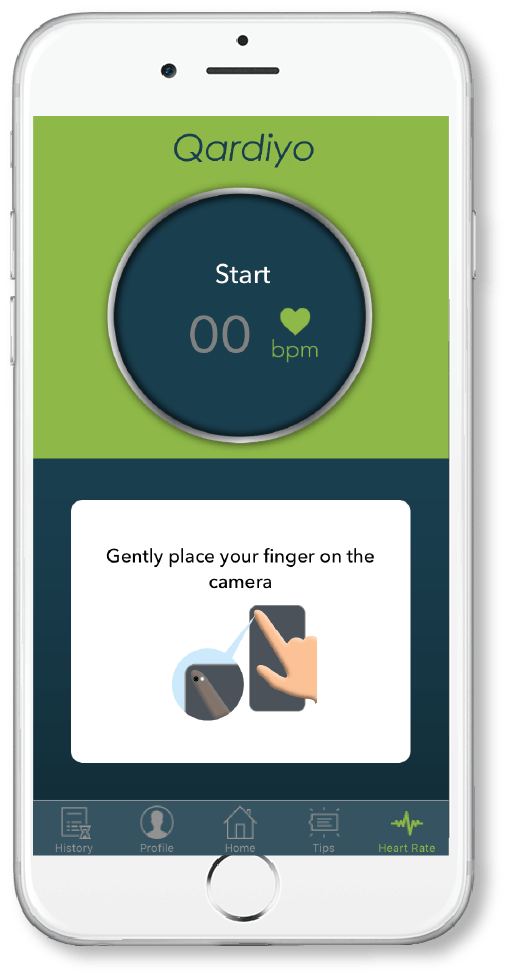 Qardiyo
Start
00
bpm
Gently place your finger on the
camera
History
Profile
Home
Tips
Heart Rate